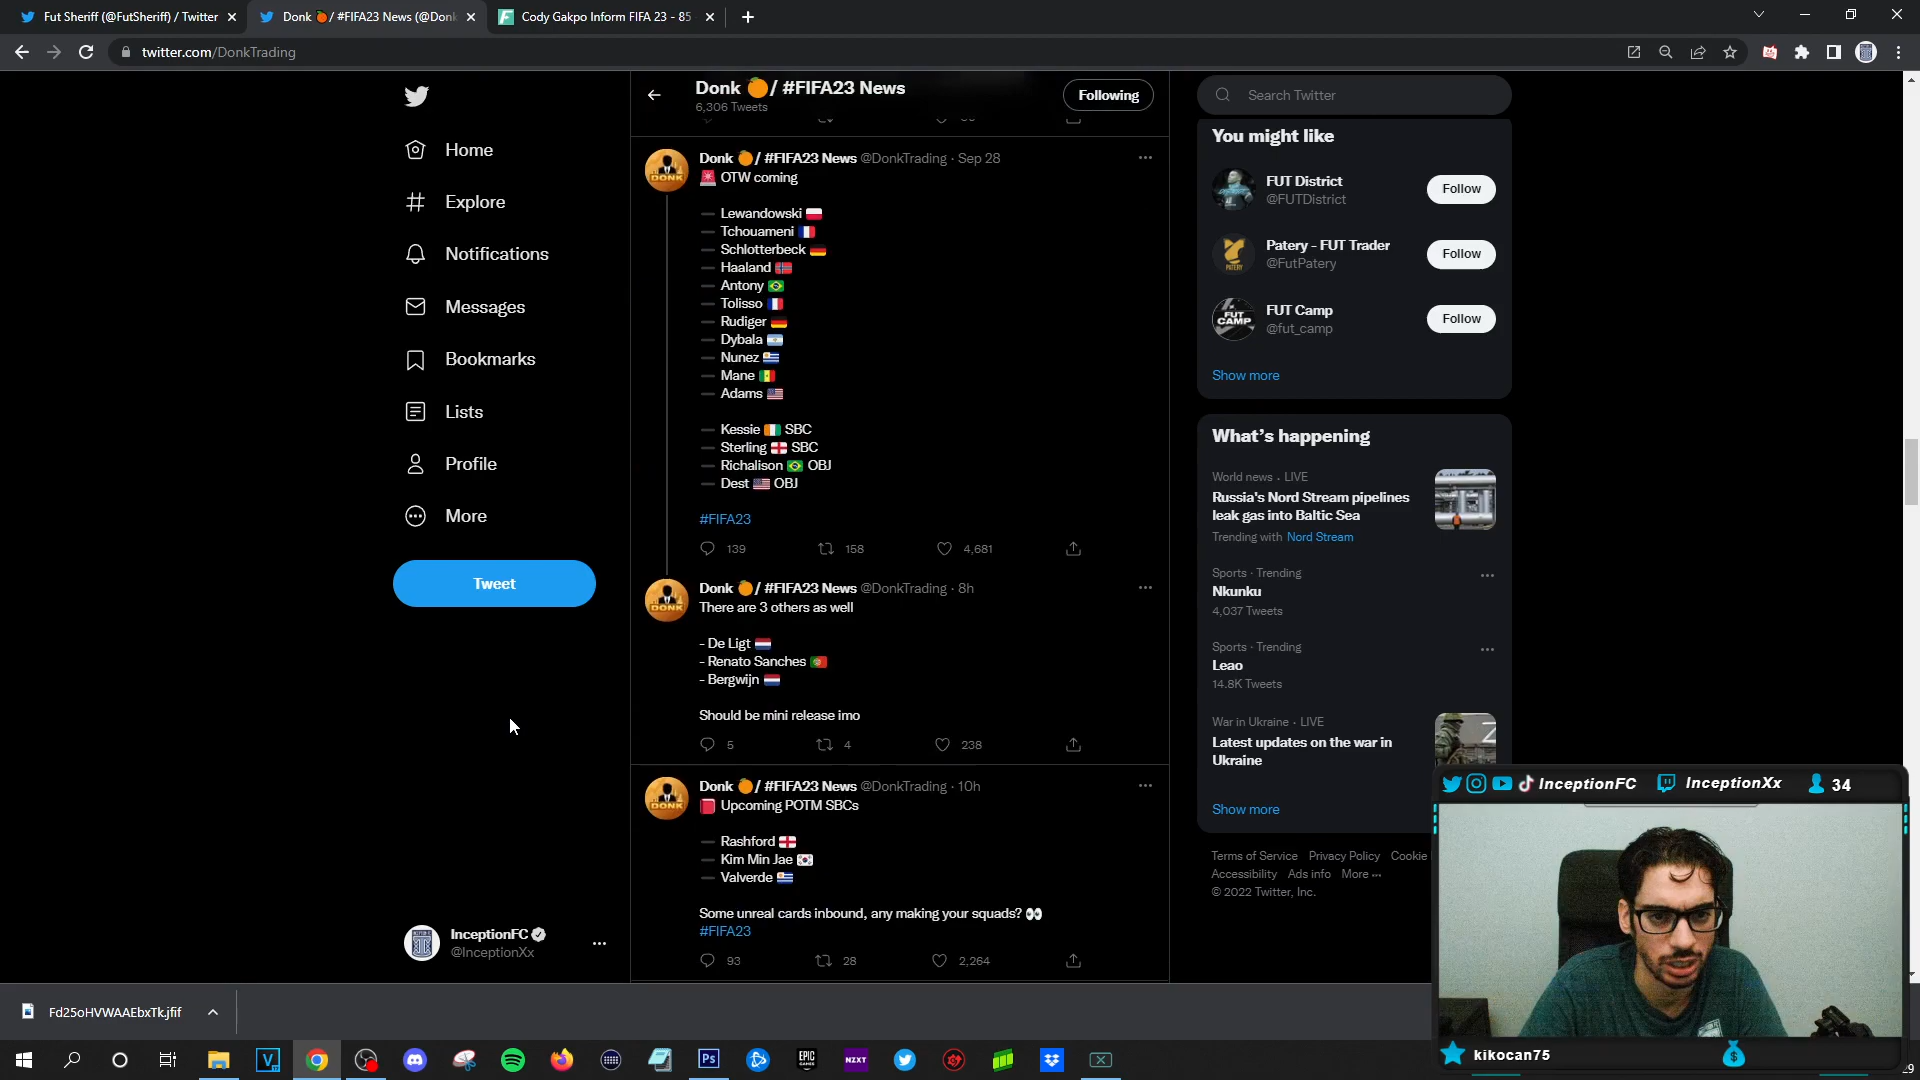 Fut Sheriff (@FutSheriff) / Twitter
Donk 🍊/ #FIFA23 News (@Donk
Cody Gakpo Inform FIFA 23 - 85
twitter.com/DonkTrading
Donk 🍊/ #FIFA23 News
6,306 Tweets
Following
Search Twitter
Home
Explore
Notifications
Messages
Bookmarks
Lists
Profile
More
Tweet
InceptionFC
@InceptionXx
Donk 🍊/ #FIFA23 News @DonkTrading · Sep 28
🚨 OTW coming
— Lewandowski 🇵🇱
— Tchouameni 🇫🇷
— Schlotterbeck 🇩🇪
— Haaland 🇳🇴
— Antony 🇧🇷
— Tolisso 🇫🇷
— Rudiger 🇩🇪
— Dybala 🇦🇷
— Nunez 🇺🇾
— Mane 🇸🇳
— Adams 🇺🇸
— Kessie 🇨🇮 SBC
— Sterling 🏴󠁧󠁢󠁥󠁮󠁧󠁿 SBC
— Richalison 🇧🇷 OBJ
— Dest 🇺🇸 OBJ
#FIFA23
139 158 4,681
Donk 🍊/ #FIFA23 News @DonkTrading · 8h
There are 3 others as well
- De Ligt 🇳🇱
- Renato Sanches 🇵🇹
- Bergwijn 🇳🇱
Should be mini release imo
5 4 238
Donk 🍊/ #FIFA23 News @DonkTrading · 10h
📕 Upcoming POTM SBCs
— Rashford 🏴󠁧󠁢󠁥󠁮󠁧󠁿
— Kim Min Jae 🇰🇷
— Valverde 🇺🇾
Some unreal cards inbound, any making your squads? 👀
#FIFA23
93 28 2,264
You might like
FUT District
@FUTDistrict
Follow
Patery - FUT Trader
@FutPatery
Follow
FUT Camp
@fut_camp
Follow
Show more
What's happening
World news · LIVE
Russia's Nord Stream pipelines
leak gas into Baltic Sea
Trending with Nord Stream
Sports · Trending
Nkunku
4,037 Tweets
Sports · Trending
Leao
14.8K Tweets
War in Ukraine · LIVE
Latest updates on the war in
Ukraine
Show more
Terms of Service Privacy Policy Cookie
Accessibility Ads info More ···
© 2022 Twitter, Inc.
InceptionFC InceptionXx 34
kikocan75
Fd25oHVWAAEbxTk.jfif